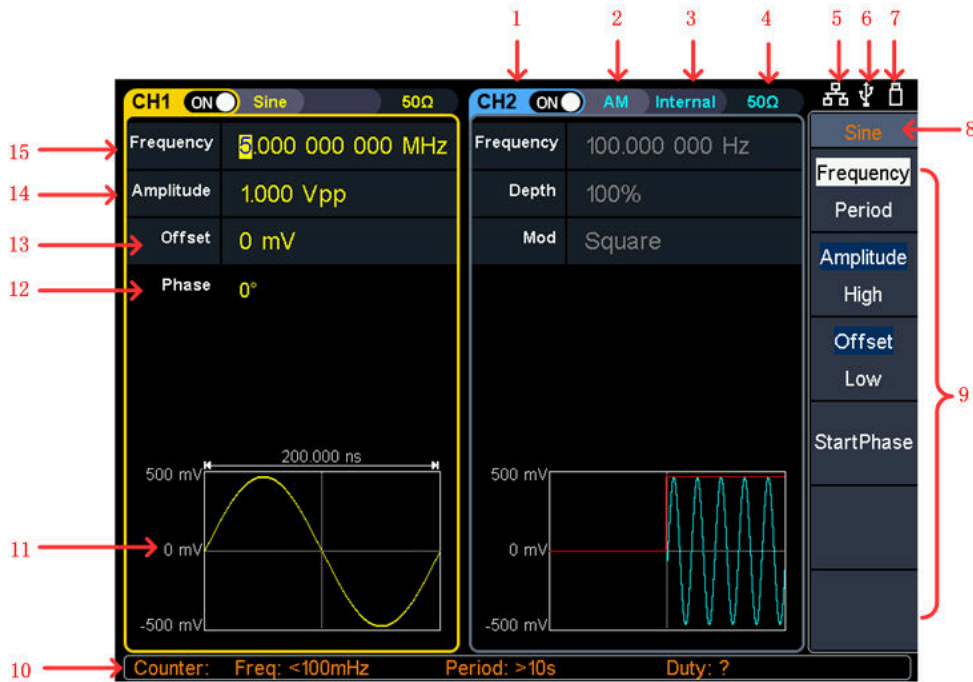 1 2 3 4 5 6 7
CH1 ON Sine 50Ω
CH2 ON AM Internal 50Ω
Sine 8
15 Frequency 5.000 000 000 MHz
Frequency 100.000 000 Hz
Frequency
Period
14 Amplitude 1.000 Vpp
Depth 100%
13 Offset 0 mV
Mod Square
Amplitude
High
12 Phase 0°
Offset
Low
9
StartPhase
200.000 ns
500 mV
11 0 mV
-500 mV
500 mV
0 mV
-500 mV
10 Counter: Freq: <100mHz Period: >10s Duty: ?